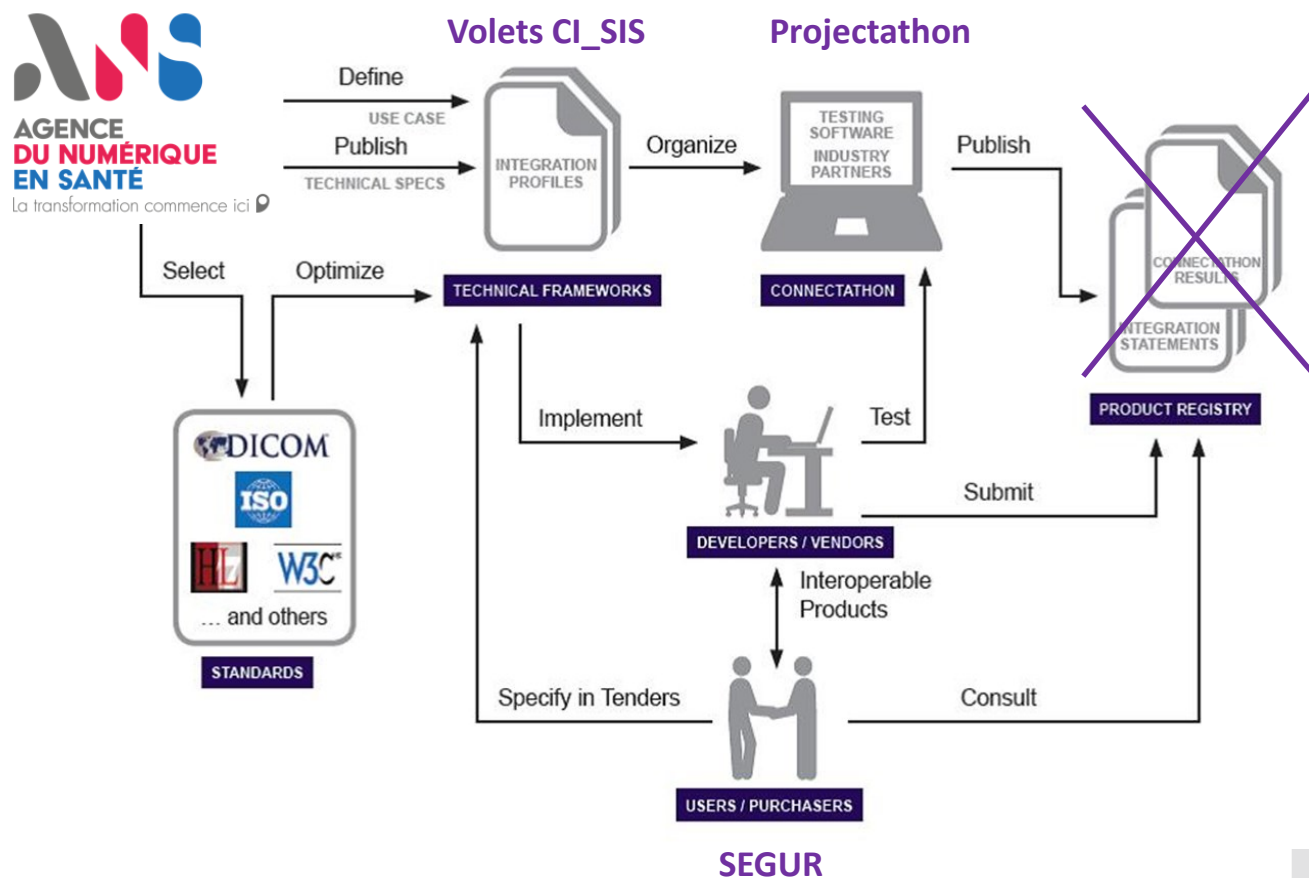 Volets CI_SIS
Projectathon
ANS
AGENCE
DU NUMÉRIQUE
EN SANTÉ
La transformation commence ici
Define
USE CASE
Publish
TECHNICAL SPECS
INTEGRATION
PROFILES
Organize
TESTING
SOFTWARE
INDUSTRY
PARTNERS
Publish
CONNECTATHON
RESULTS
INTEGRATION
STATEMENTS
Select
Optimize
TECHNICAL FRAMEWORKS
CONNECTATHON
PRODUCT REGISTRY
DICOM
ISO
HL7
W3C
... and others
STANDARDS
Implement
Test
Submit
DEVELOPERS / VENDORS
Interoperable
Products
Specify in Tenders
Consult
USERS / PURCHASERS
SEGUR